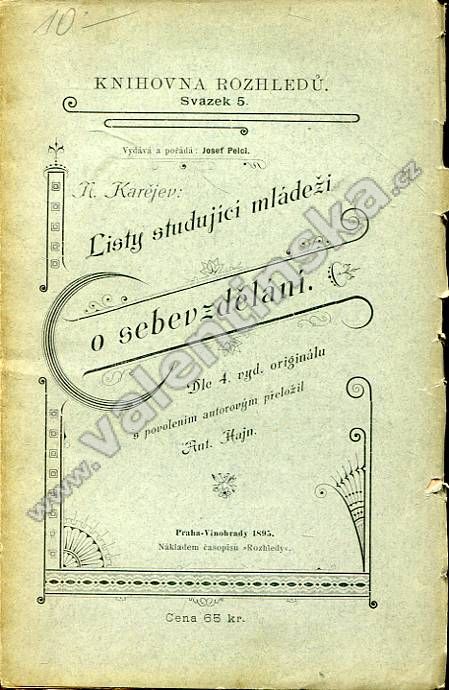 10-
KNIHOVNA ROZHLEDŮ.
Svazek 5.
Vydává a pořádá: Josef Pelcl.
N. Karějev:
Listy studující mládeži
o sebevzdělání.
Dle 4. vyd. originálu
s povolením autorovým přeložil
Ant. Hajn.
Praha-Vinohrady 1895.
Nákladem časopisu »Rozhledy«.
Cena 65 kr.
www.valentinska.cz